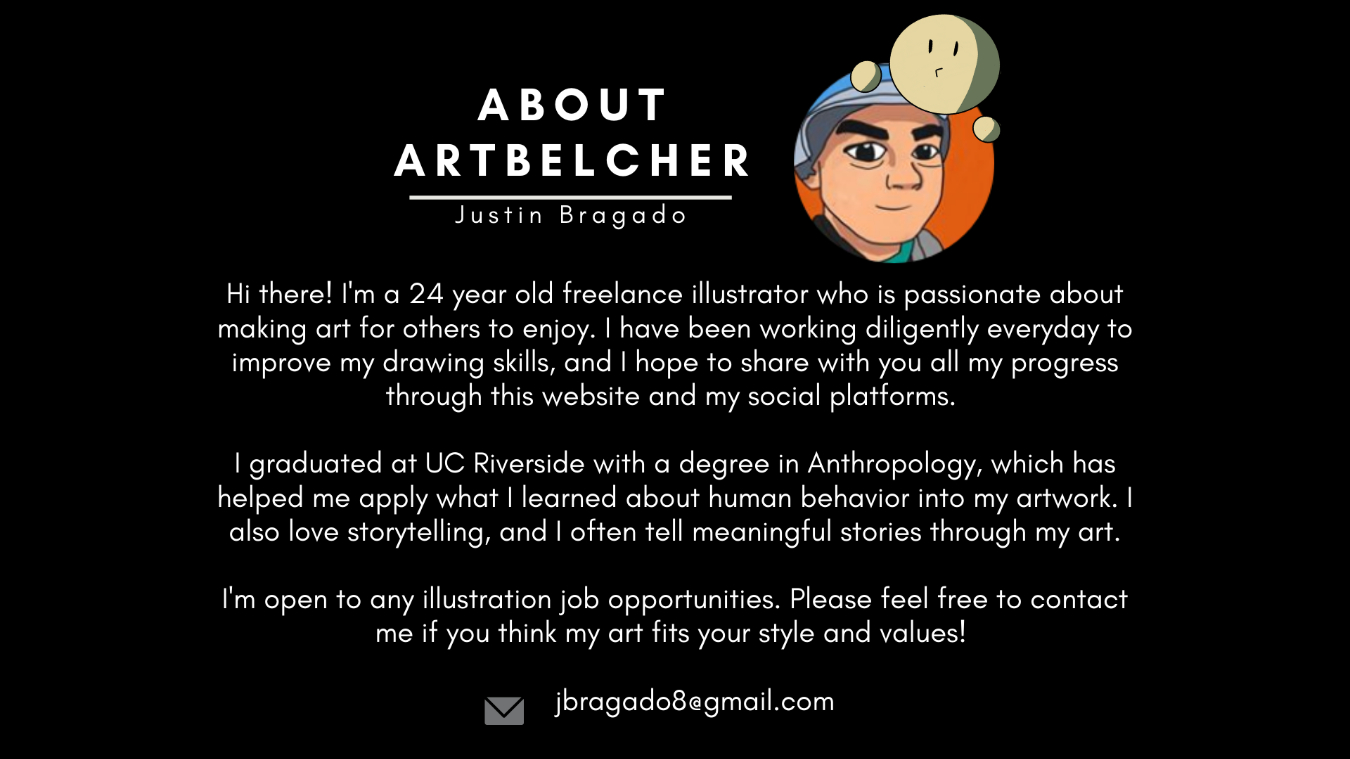 ABOUT
ARTBELCHER
Justin Bragado
Hi there! I'm a 24 year old freelance illustrator who is passionate about
making art for others to enjoy. I have been working diligently everyday to
improve my drawing skills, and I hope to share with you all my progress
through this website and my social platforms.
I graduated at UC Riverside with a degree in Anthropology, which has
helped me apply what I learned about human behavior into my artwork. I
also love storytelling, and I often tell meaningful stories through my art.
I'm open to any illustration job opportunities. Please feel free to contact
me if you think my art fits your style and values!
jbragado8@gmail.com